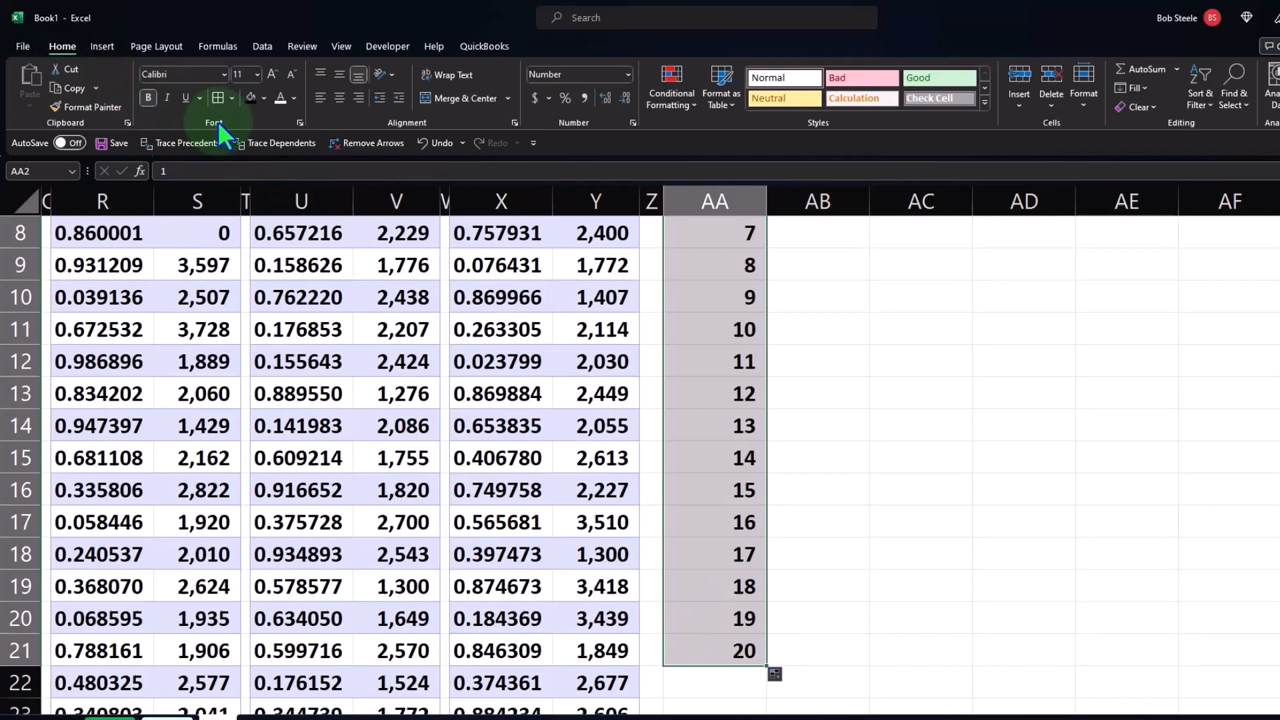 Book1 - Excel
Search
Bob Steele BS
File Home Insert Page Layout Formulas Data Review View Developer Help QuickBooks
Cut
Copy
Format Painter
Paste
Clipboard
Calibri 11
B I U
Font
Wrap Text
Merge & Center
Alignment
Number
$ % 9
Number
Conditional Formatting
Format as Table
Normal Bad Good
Neutral Calculation Check Cell
Styles
Insert Delete Format
Cells
AutoSum
Fill
Clear
Sort & Filter
Find & Select
Editing
AutoSave Off Save Trace Precedents Trace Dependents Remove Arrows Undo Redo
AA2 fx 1
R S T U V W X Y Z AA AB AC AD AE AF
8 0.860001 0 0.657216 2,229 0.757931 2,400 7
9 0.931209 3,597 0.158626 1,776 0.076431 1,772 8
10 0.039136 2,507 0.762220 2,438 0.869966 1,407 9
11 0.672532 3,728 0.176853 2,207 0.263305 2,114 10
12 0.986896 1,889 0.155643 2,424 0.023799 2,030 11
13 0.834202 2,060 0.889550 1,276 0.869884 2,449 12
14 0.947397 1,429 0.141983 2,086 0.653835 2,055 13
15 0.681108 2,162 0.609214 1,755 0.406780 2,613 14
16 0.335806 2,822 0.916652 1,820 0.749758 2,227 15
17 0.058446 1,920 0.375728 2,700 0.565681 3,510 16
18 0.240537 2,010 0.934893 2,543 0.397473 1,300 17
19 0.368070 2,624 0.578577 1,300 0.874673 3,418 18
20 0.068595 1,935 0.634050 1,649 0.184369 3,439 19
21 0.788161 1,906 0.599716 2,570 0.846309 1,849 20
22 0.480325 2,577 0.176152 1,524 0.374361 2,677